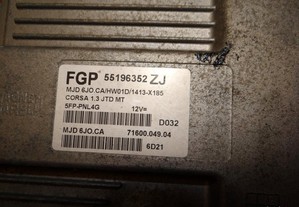 FGP 55196352 ZJ
MJD 6JO.CA/HW01D/1413-X185
CORSA 1.3 JTD MT
5FP-PNL4G 12V=
D032
MJD 6JO.CA 71600.049.04
6D21